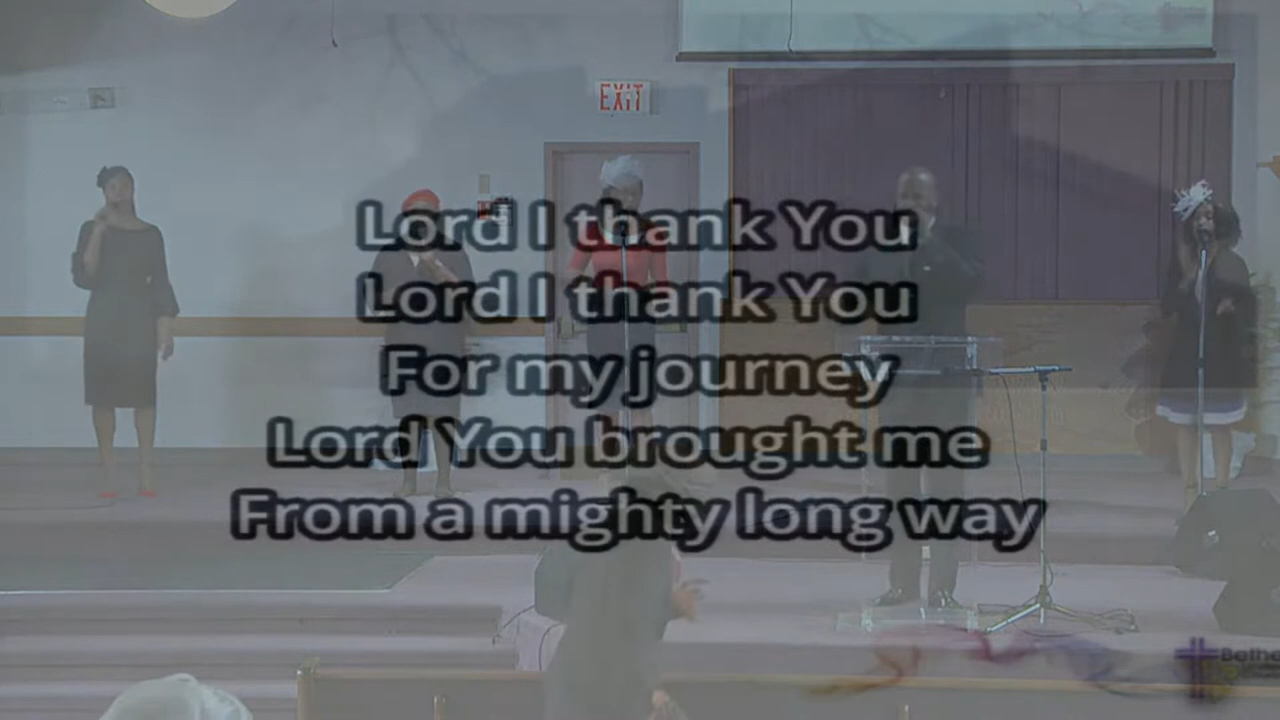 EXIT
Lord I thank You
Lord I thank You
For my journey
Lord You brought me
From a mighty long way